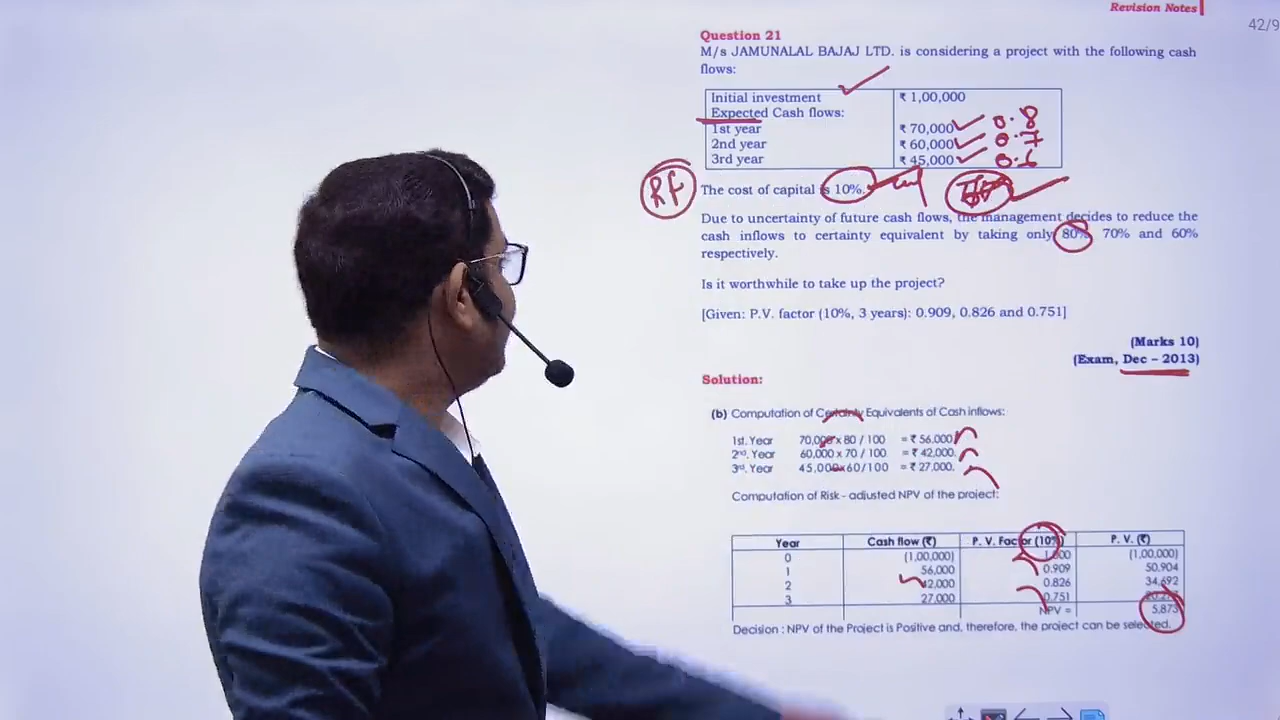 Revision Notes
42/9
Question 21
M/s JAMUNALAL BAJAJ LTD. is considering a project with the following cash
flows:
Initial investment ₹ 1,00,000
Expected Cash flows:
1st year ₹ 70,000 0.8
2nd year ₹ 60,000 0.7
3rd year ₹ 45,000 0.6
RF
The cost of capital is 10%.
Due to uncertainty of future cash flows, the management decides to reduce the
cash inflows to certainty equivalent by taking only 80%, 70% and 60%
respectively.
Is it worthwhile to take up the project?
[Given: P.V. factor (10%, 3 years): 0.909, 0.826 and 0.751]
(Marks 10)
(Exam, Dec – 2013)
Solution:
(b) Computation of Certainty Equivalents of Cash inflows:
1st. Year 70,000 x 80 / 100 = ₹ 56,000
2nd. Year 60,000 x 70 / 100 = ₹ 42,000.
3rd. Year 45,000x60/100 = ₹ 27,000.
Computation of Risk - adjusted NPV of the project:
Year Cash flow (₹) P. V. Factor (10%) P. V. (₹)
0 (1,00,000) 1.000 (1,00,000)
1 56,000 0.909 50,904
2 42,000 0.826 34,692
3 27,000 0.751
NPV = 5,873
Decision : NPV of the Project is Positive and, therefore, the project can be selected.